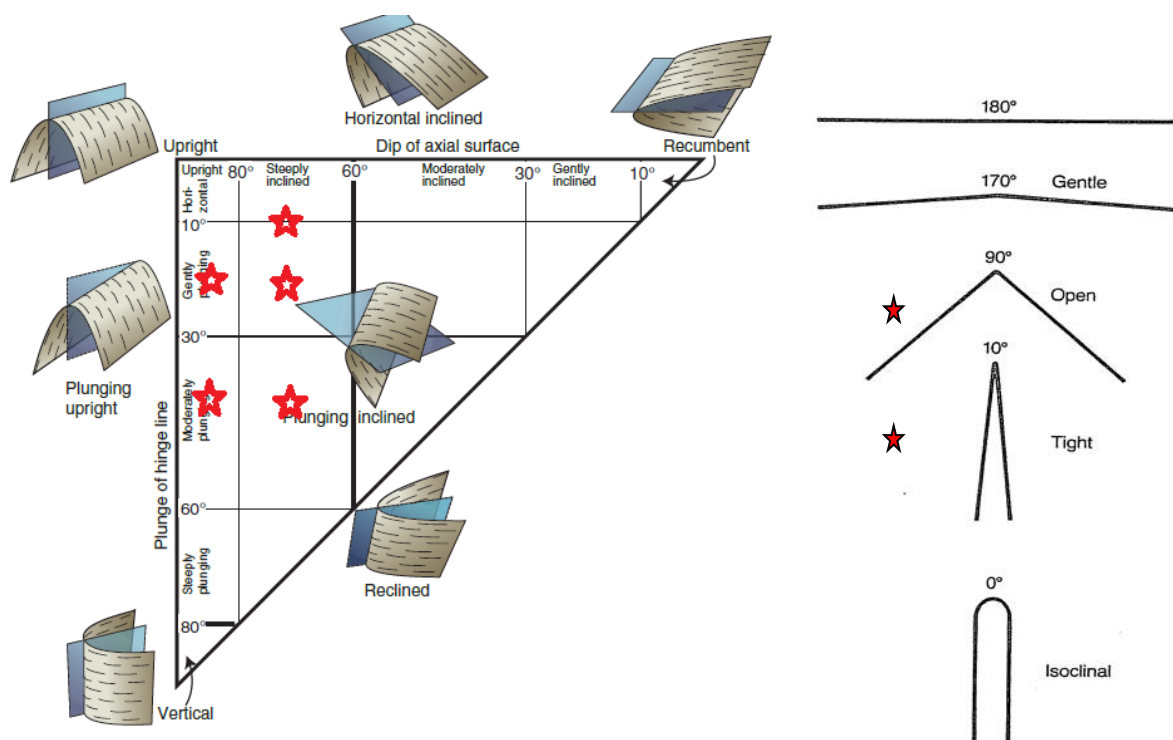 Horizontal inclined
Upright
Dip of axial surface
Recumbent
Upright
80°
Steeply
inclined
60°
Moderately
inclined
30°
Gently
inclined
10°
Hori-
zontal
10°
Gently
plunging
30°
Moderately
plunging
60°
Steeply
plunging
80°
Plunge of hinge line
Plunging
upright
Plunging inclined
Reclined
Vertical
180°
170°
Gentle
90°
Open
10°
Tight
0°
Isoclinal